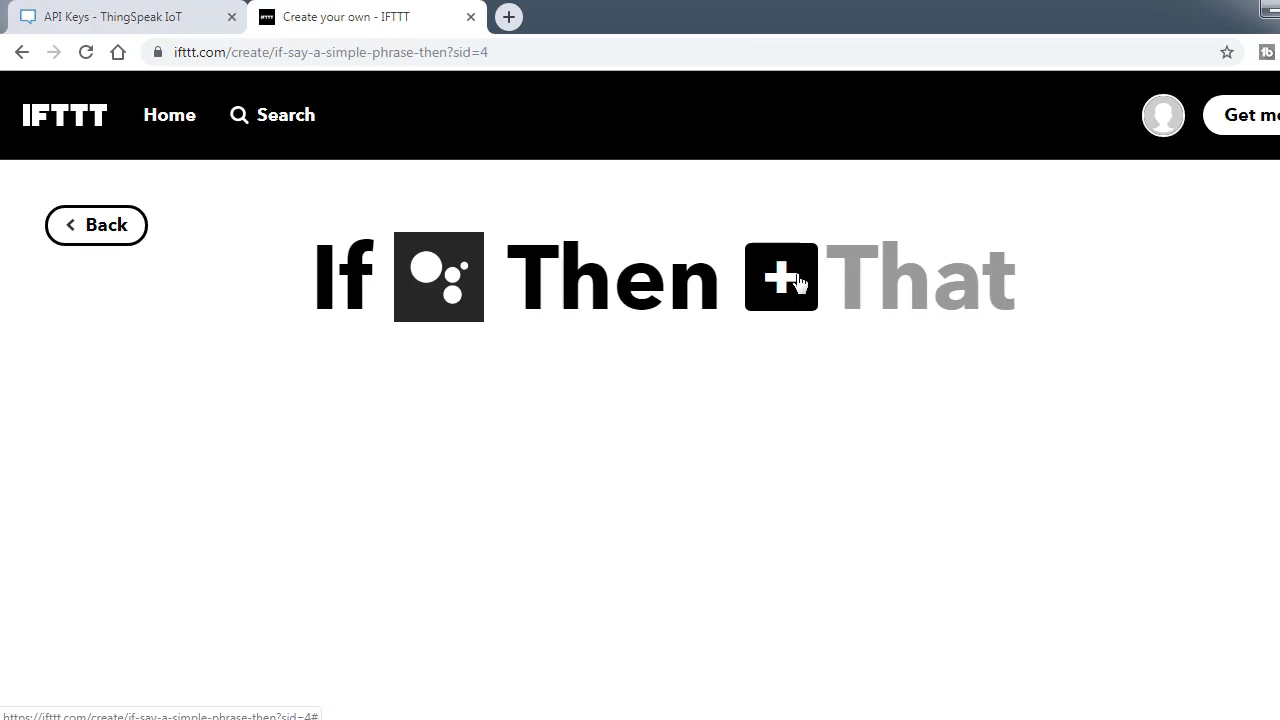 API Keys - ThingSpeak IoT
Create your own - IFTTT
ifttt.com/create/if-say-a-simple-phrase-then?sid=4
IFTTT
Home
Search
Get
Back
If Then That
https://ifttt.com/create/if-say-a-simple-phrase-then?sid=4#